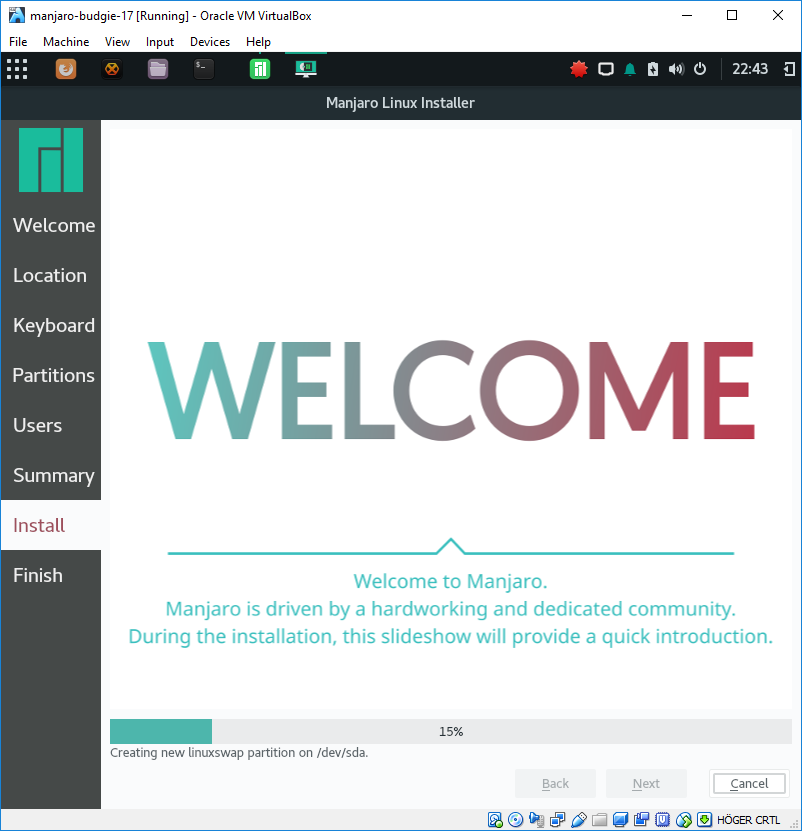 manjaro-budgie-17 [Running] - Oracle VM VirtualBox
File Machine View Input Devices Help
22:43
Manjaro Linux Installer
Welcome
Location
Keyboard
Partitions
Users
Summary
Install
Finish
WELCOME
Welcome to Manjaro.
Manjaro is driven by a hardworking and dedicated community.
During the installation, this slideshow will provide a quick introduction.
15%
Creating new linuxswap partition on /dev/sda.
Back Next Cancel
HÖGER CRTL